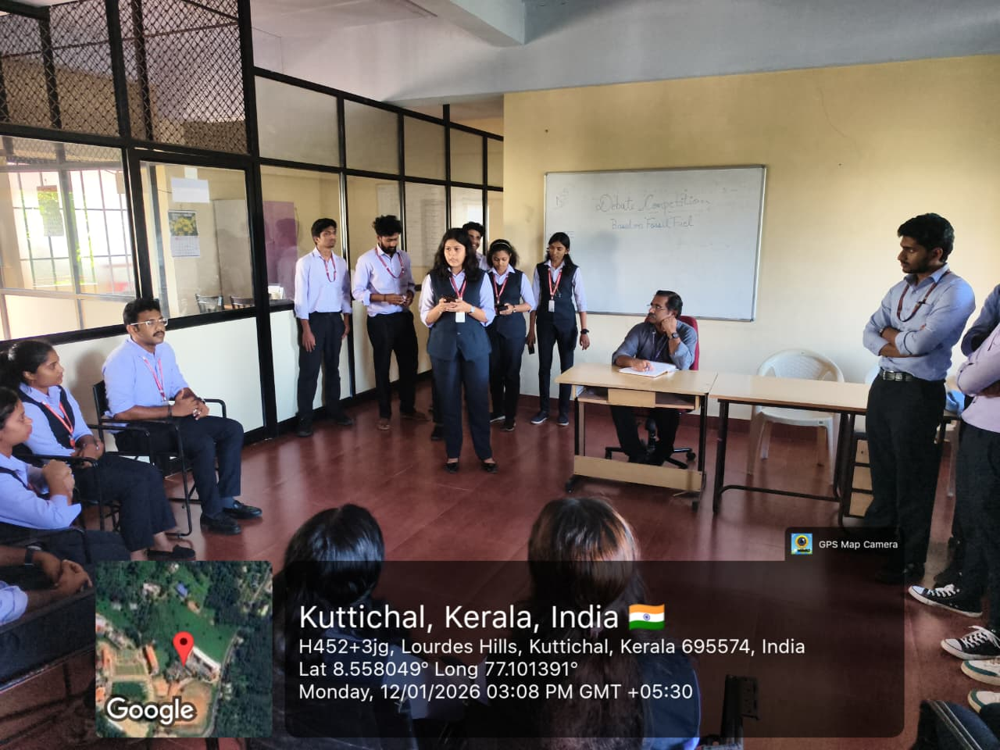 Debate Competition
Based on Fossil Fuel
GPS Map Camera
Kuttichal, Kerala, India
H452+3jg, Lourdes Hills, Kuttichal, Kerala 695574, India
Lat 8.558049° Long 77.101391°
Monday, 12/01/2026 03:08 PM GMT +05:30
Google